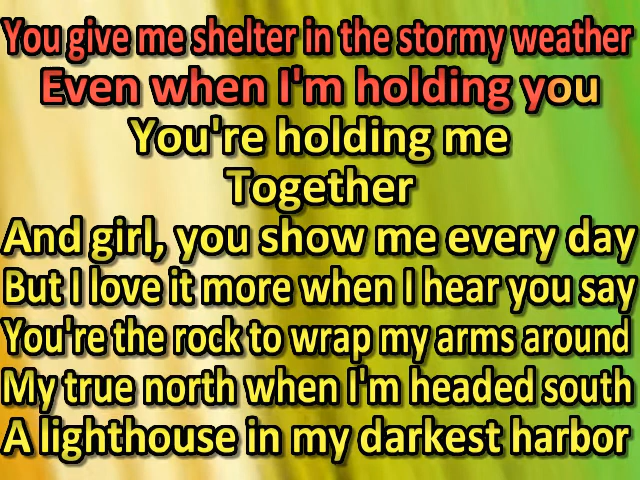 You give me shelter in the stormy weather
Even when I'm holding you
You're holding me
Together
And girl, you show me every day
But I love it more when I hear you say
You're the rock to wrap my arms around
My true north when I'm headed south
A lighthouse in my darkest harbor